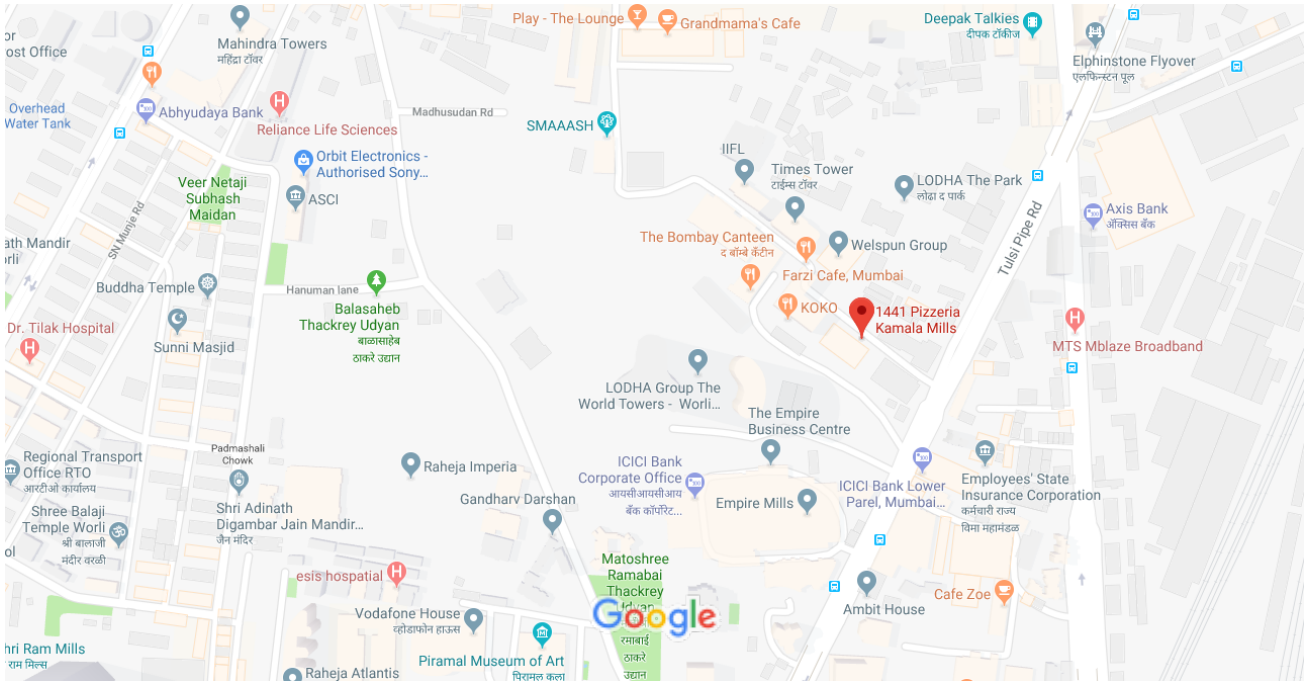 Play - The Lounge
Grandmama's Cafe
Deepak Talkies
दीपक टॉकीज
or
ost Office
Mahindra Towers
महिंद्रा टॉवर
Elphinstone Flyover
एलफिन्स्टन पूल
Overhead
Water Tank
Abhyudaya Bank
Reliance Life Sciences
Madhusudan Rd
SMAAASH
IIFL
Orbit Electronics -
Authorised Sony...
Times Tower
टाईम्स टॉवर
LODHA The Park
लोढा द पार्क
Veer Netaji
Subhash
Maidan
ASCI
Axis Bank
ॲक्सिस बँक
SN Munje Rd
Tulsi Pipe Rd
ath Mandir
orli
The Bombay Canteen
द बॉम्बे कॅंटीन
Welspun Group
Farzi Cafe, Mumbai
Buddha Temple
Hanuman lane
Balasaheb
Thackrey Udyan
बाळासाहेब
ठाकरे उद्यान
KOKO
1441 Pizzeria
Kamala Mills
Dr. Tilak Hospital
Sunni Masjid
MTS Mblaze Broadband
LODHA Group The
World Towers - Worli...
The Empire
Business Centre
Padmashali
Chowk
Regional Transport
Office RTO
आरटीओ कार्यालय
Raheja Imperia
ICICI Bank
Corporate Office
आयसीआयसीआय
बँक कॉर्पोरेट...
Empire Mills
ICICI Bank Lower
Parel, Mumbai...
Employees' State
Insurance Corporation
कर्मचारी राज्य
विमा महामंडळ
Gandharv Darshan
Shri Adinath
Digambar Jain Mandir...
जैन मंदिर
Shree Balaji
Temple Worli
श्री बालाजी
मंदीर वरळी
ol
esis hospatial
Matoshree
Ramabai
Thackrey
Udyan
रमाबाई
ठाकरे
उद्यान
Google
Ambit House
Cafe Zoe
Vodafone House
व्होडाफोन हाऊस
Piramal Museum of Art
पिरामल कला
hri Ram Mills
राम मिल्स
Raheja Atlantis